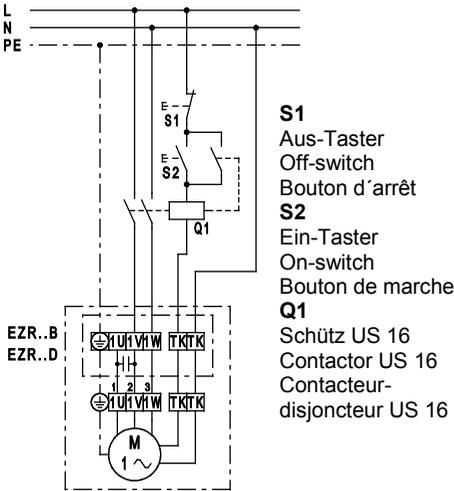 L
N
PE
S1
S2
Q1
S1
Aus-Taster
Off-switch
Bouton d´arrêt
S2
Ein-Taster
On-switch
Bouton de marche
Q1
Schütz US 16
Contactor US 16
Contacteur-
disjoncteur US 16
EZR..B
EZR..D
1U 1V 1W TK TK
1 2 3
1U 1V 1W TK TK
M
1